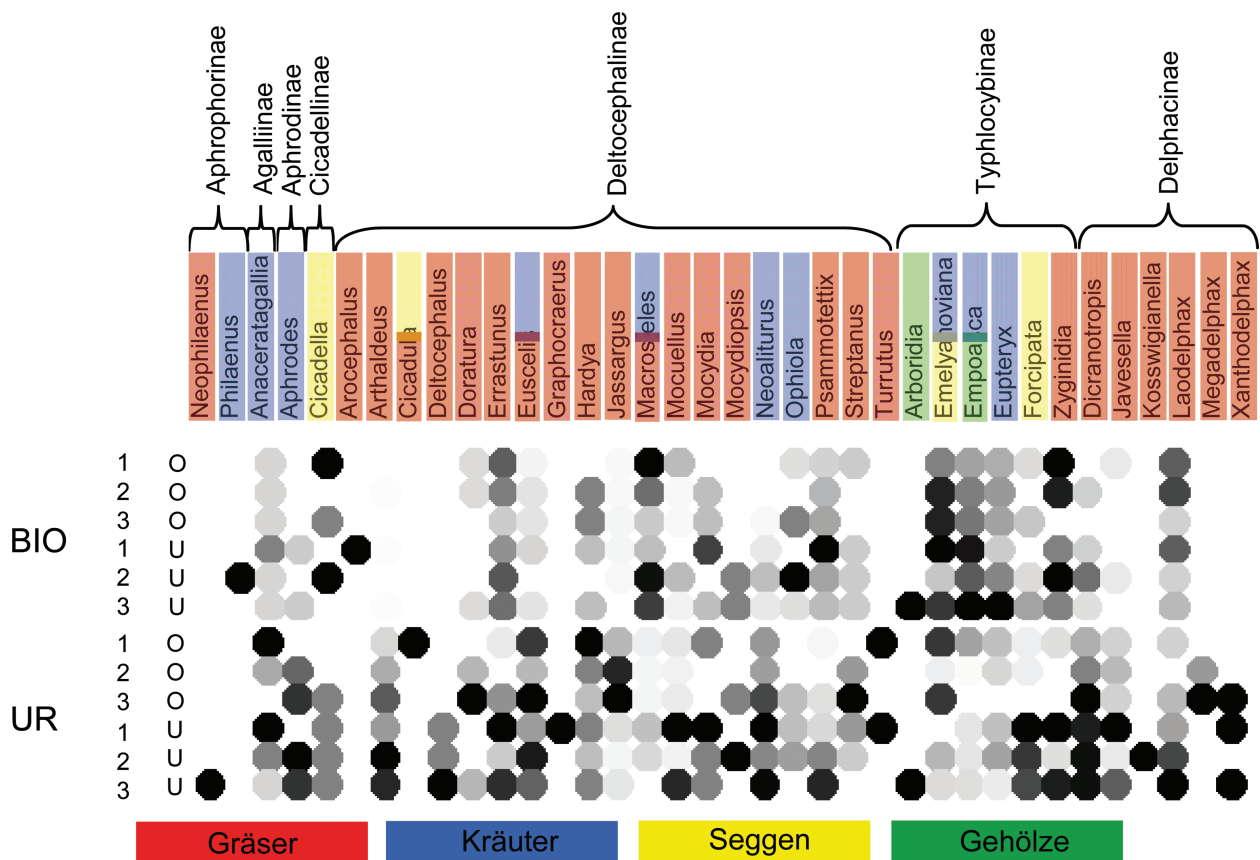 Aphrophorinae
Agalliinae
Aphrodinae
Cicadellinae
Deltocephalinae
Typhlocybinae
Delphacinae
Neophilaenus
Philaenus
Anaceratagallia
Aphrodes
Cicadella
Arocephalus
Arthaldeus
Cicadula
Deltocephalus
Doratura
Errastunus
Euscelis
Graphocraerus
Hardya
Jassargus
Macrosteles
Mocuellus
Mocydia
Mocydiopsis
Neoaliturus
Ophiola
Psammotettix
Streptanus
Turrutus
Arboridia
Emelyanoviana
Empoasca
Eupteryx
Forcipata
Zyginidia
Dicranotropis
Javesella
Kosswigianella
Laodelphax
Megadelphax
Xanthodelphax
BIO
1 O
2 O
3 O
1 U
2 U
3 U
UR
1 O
2 O
3 O
1 U
2 U
3 U
Gräser
Kräuter
Seggen
Gehölze